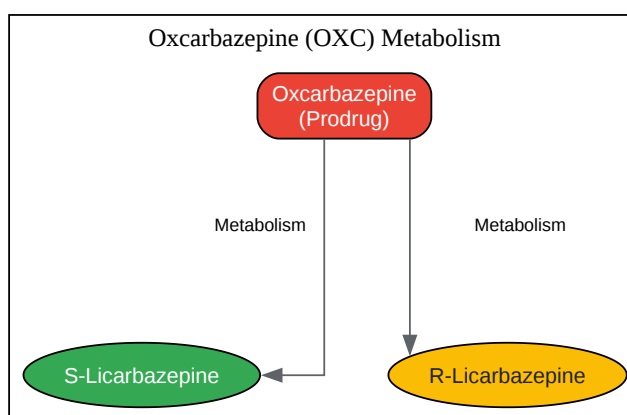 Oxcarbazepine (OXC) Metabolism
Oxcarbazepine
(Prodrug)
Metabolism
Metabolism
S-Licarbazepine
R-Licarbazepine